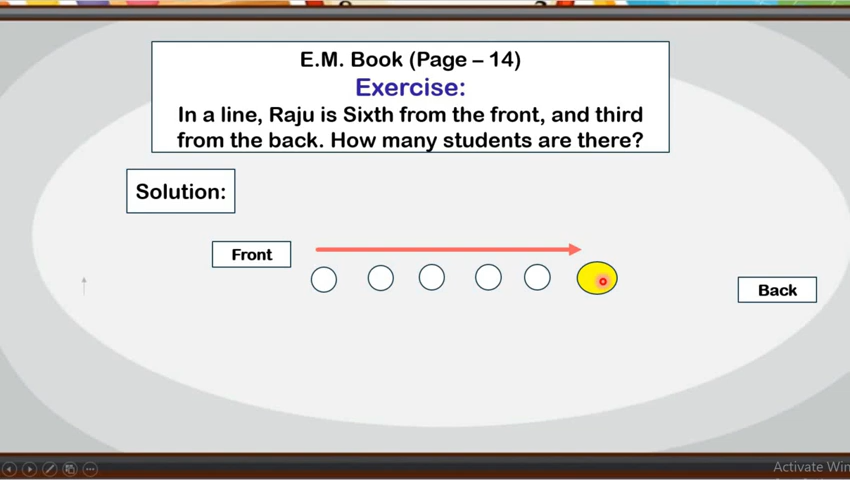 E.M. Book (Page – 14)
Exercise:
In a line, Raju is Sixth from the front, and third
from the back. How many students are there?
Solution:
Front
Back
Activate Win